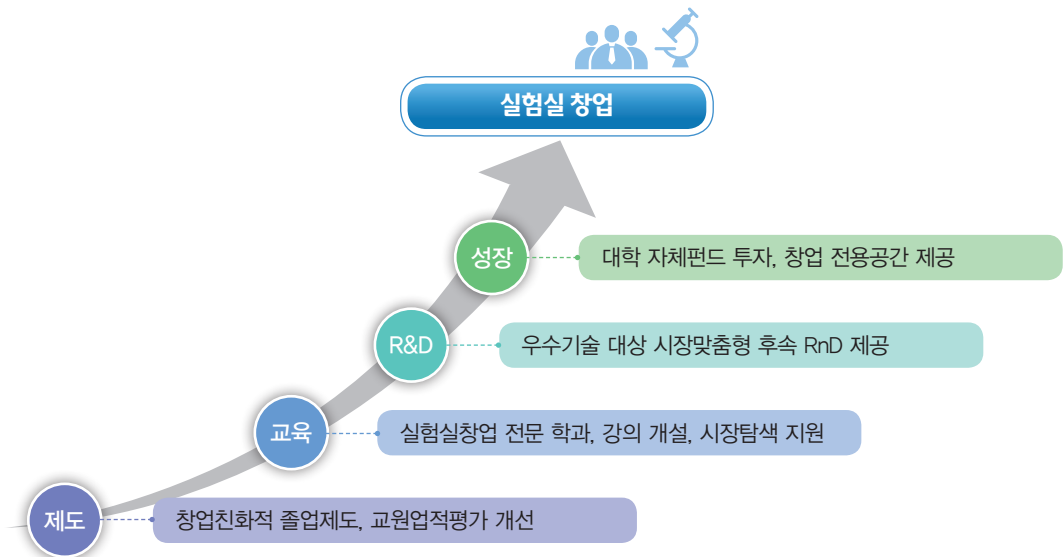 실험실 창업
성장
대학 자체펀드 투자, 창업 전용공간 제공
R&D
우수기술 대상 시장맞춤형 후속 RnD 제공
교육
실험실창업 전문 학과, 강의 개설, 시장탐색 지원
제도
창업친화적 졸업제도, 교원업적평가 개선